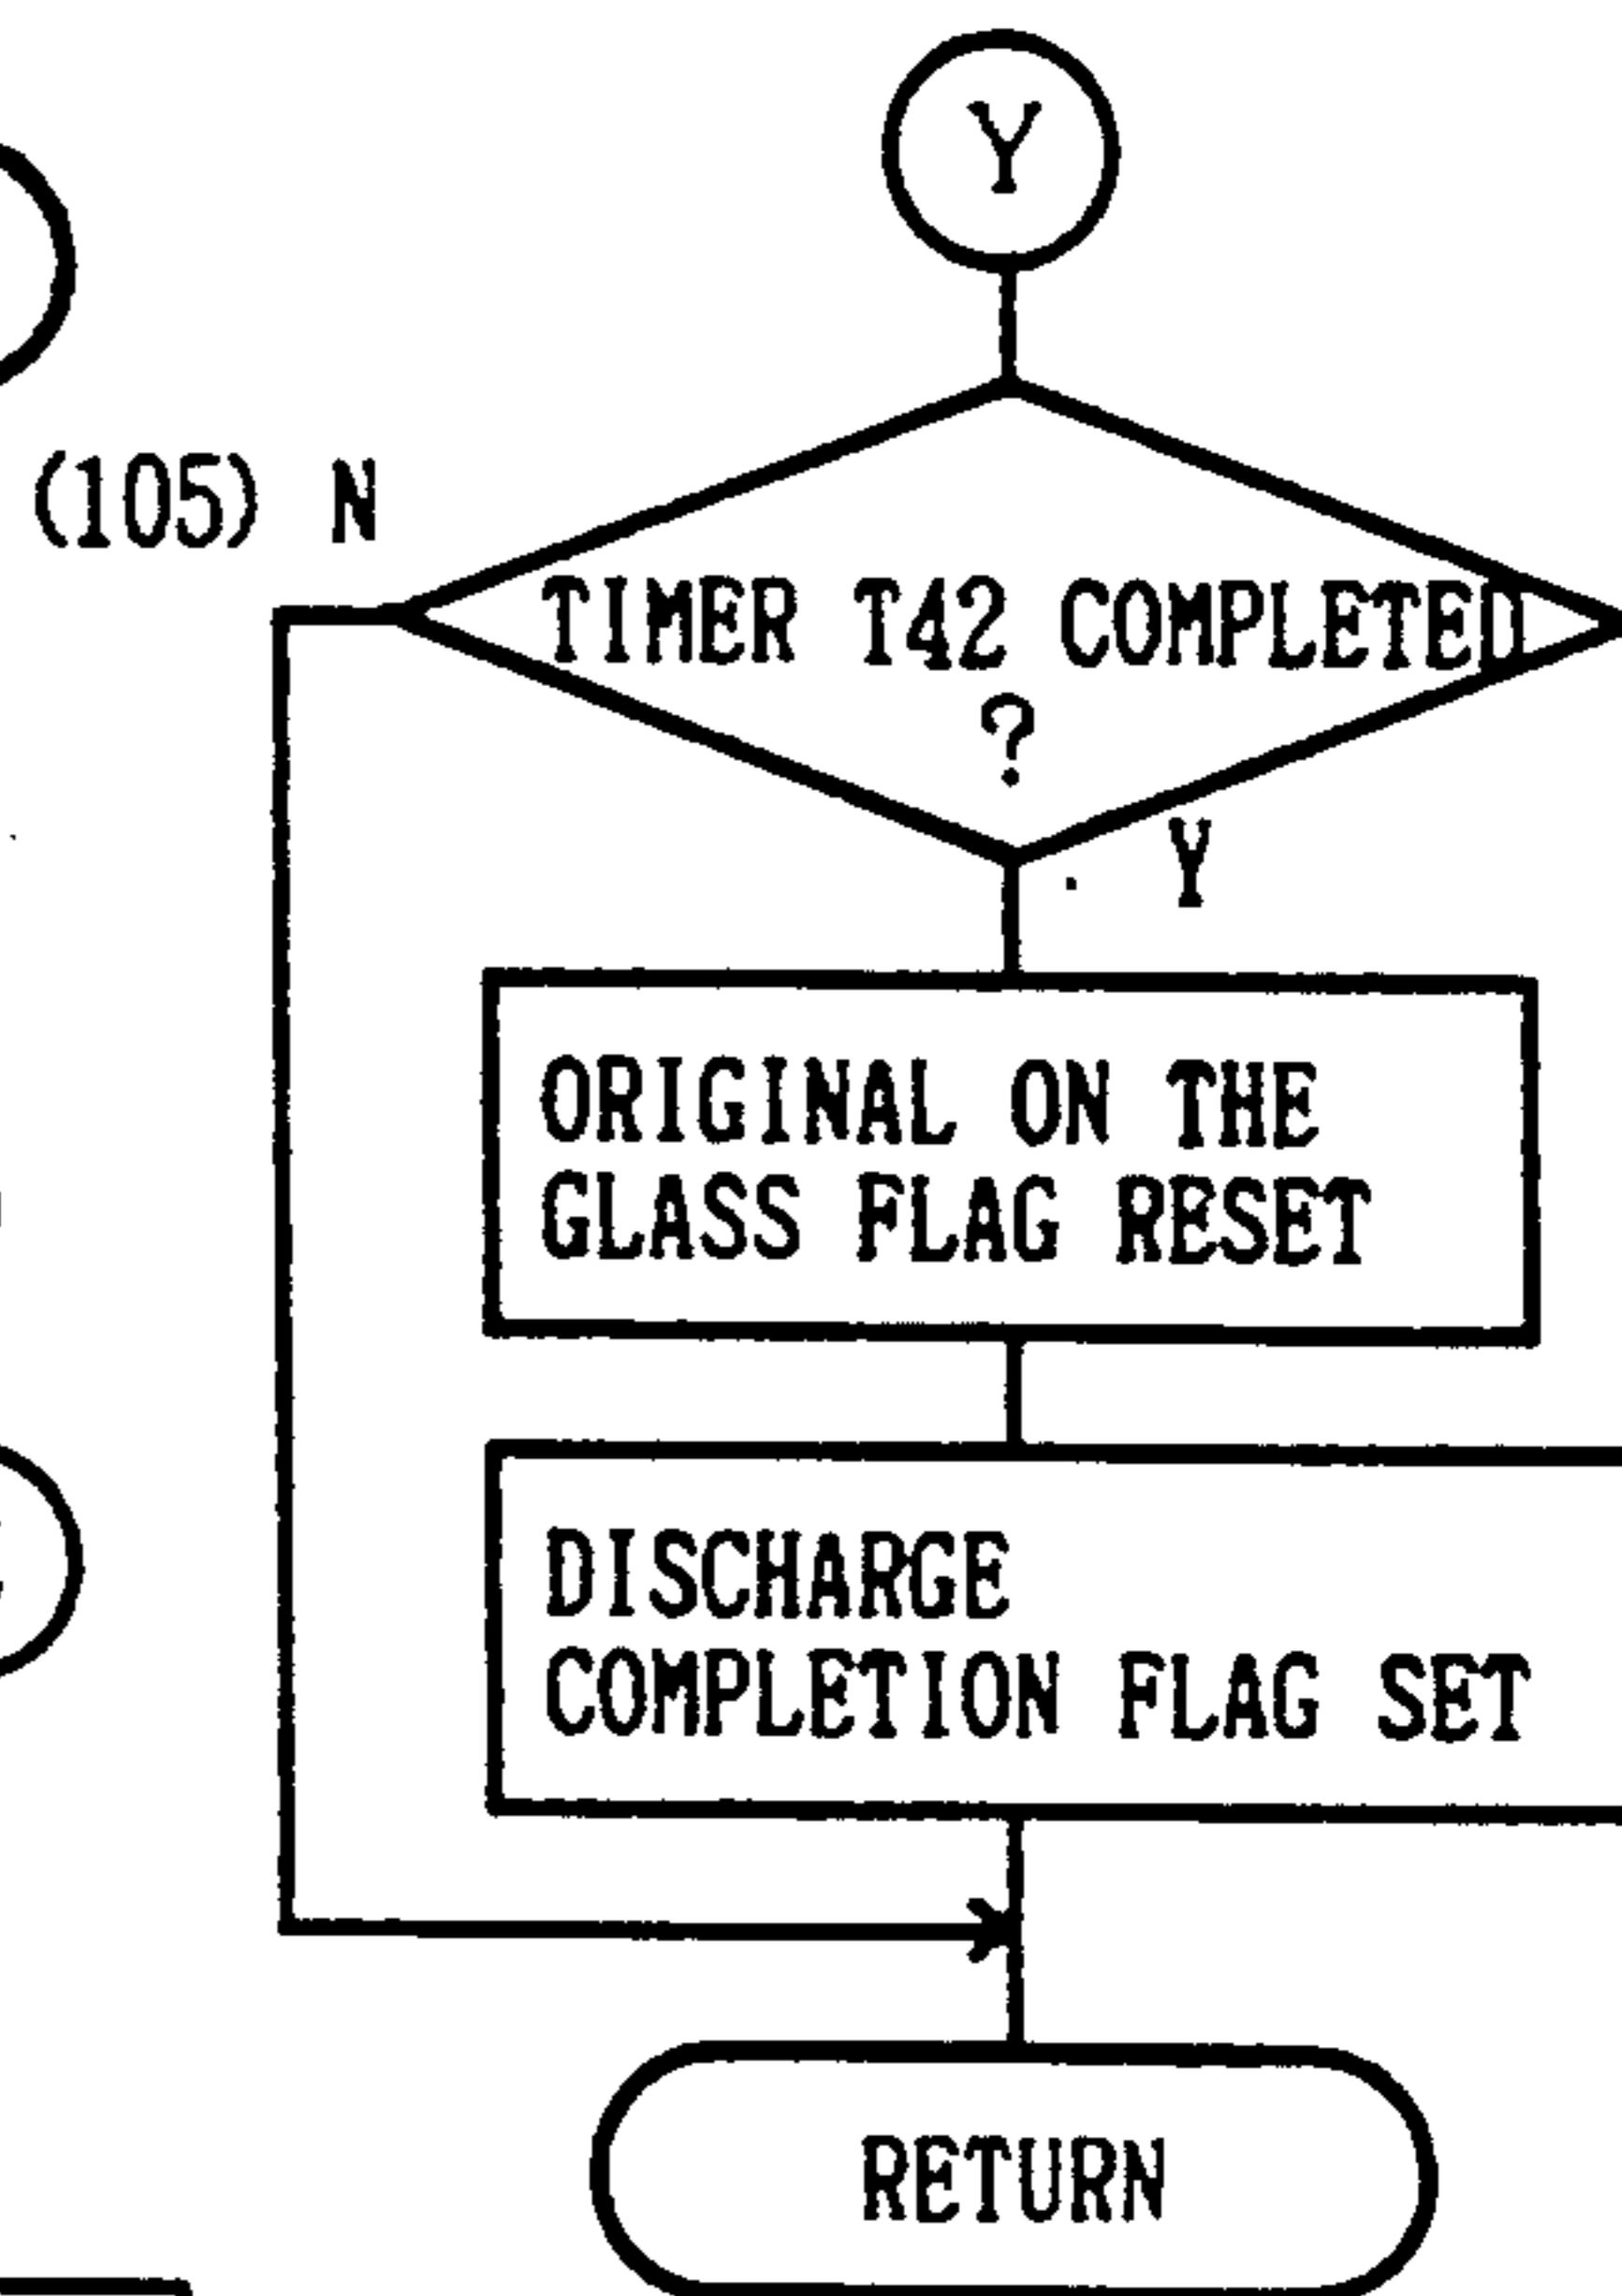 Y
(105) N
TIMER T42 COMPLETED
?
Y
ORIGINAL ON THE
GLASS FLAG RESET
DISCHARGE
COMPLETION FLAG SET
RETURN